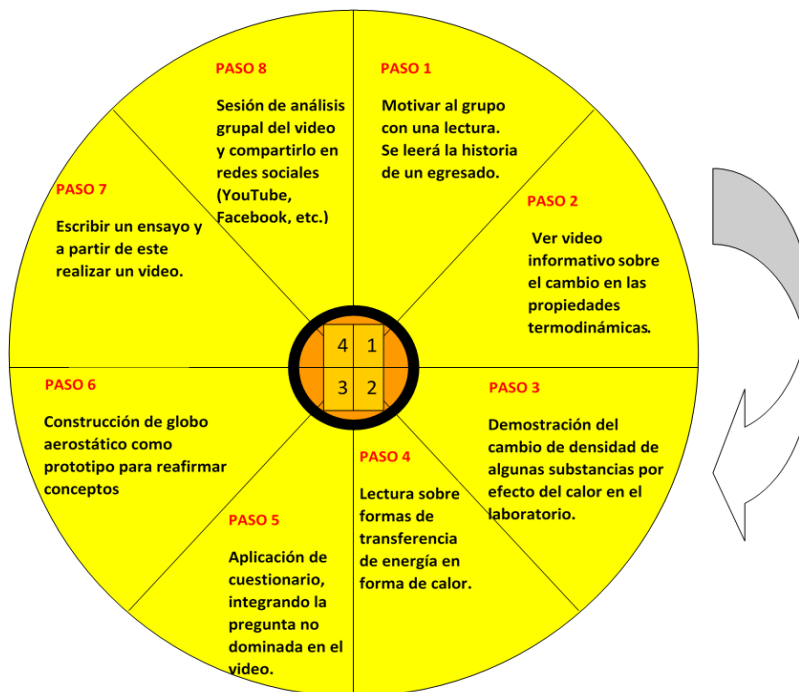 PASO 8
Sesión de análisis
grupal del video
y compartirlo en
redes sociales
(YouTube,
Facebook, etc.)
PASO 1
Motivar al grupo
con una lectura.
Se leerá la historia
de un egresado.
PASO 7
Escribir un ensayo y
a partir de este
realizar un video.
PASO 2
Ver video
informativo sobre
el cambio en las
propiedades
termodinámicas.
4 1
3 2
PASO 6
Construcción de globo
aerostático como
prototipo para reafirmar
conceptos
PASO 3
Demostración del
cambio de densidad de
algunas substancias por
efecto del calor en el
laboratorio.
PASO 5
Aplicación de
cuestionario,
integrando la
pregunta no
dominada en el
video.
PASO 4
Lectura sobre
formas de
transferencia
de energía en
forma de calor.